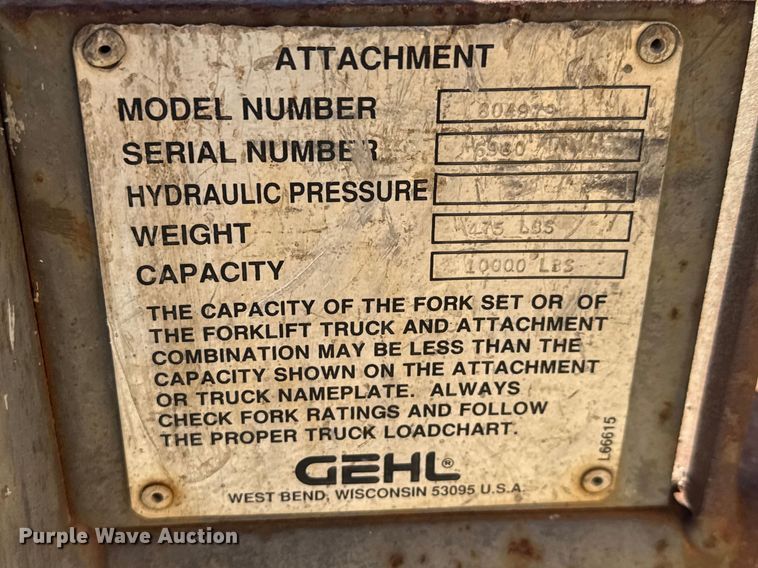 ATTACHMENT
MODEL NUMBER
SERIAL NUMBER
HYDRAULIC PRESSURE
WEIGHT 475 LBS
CAPACITY 10000 LBS
THE CAPACITY OF THE FORK SET OR OF
THE FORKLIFT TRUCK AND ATTACHMENT
COMBINATION MAY BE LESS THAN THE
CAPACITY SHOWN ON THE ATTACHMENT
OR TRUCK NAMEPLATE. ALWAYS
CHECK FORK RATINGS AND FOLLOW
THE PROPER TRUCK LOADCHART.
L66615
GEHL®
WEST BEND, WISCONSIN 53095 U.S.A.
Purple Wave Auction